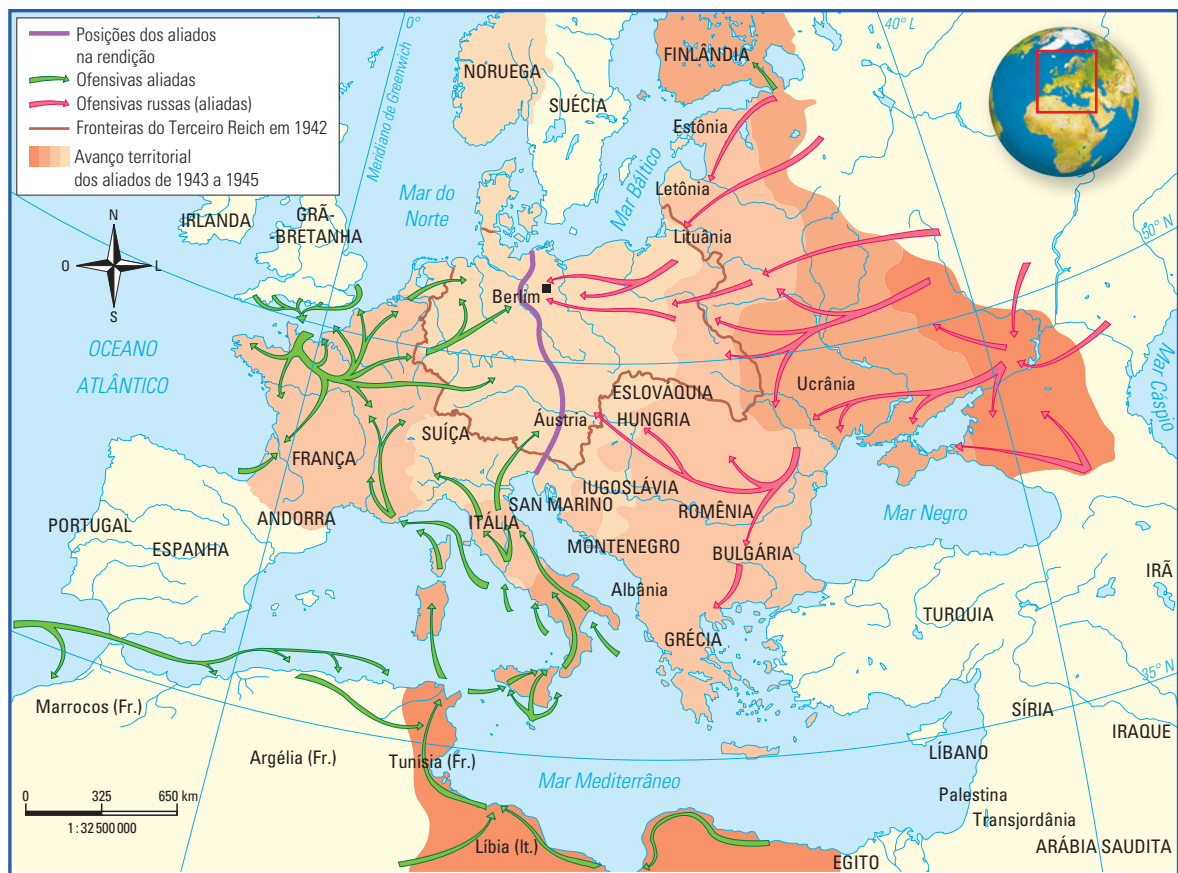 Posições dos aliados
na rendição
Ofensivas aliadas
Ofensivas russas (aliadas)
Fronteiras do Terceiro Reich em 1942
Avanço territorial
dos aliados de 1943 a 1945
0°
40° L
Meridiano de Greenwich
NORUEGA
SUÉCIA
FINLÂNDIA
Estônia
Letônia
Lituânia
Mar Báltico
Mar do
Norte
50° N
N
O
L
S
IRLANDA
GRÃ-
-BRETANHA
Berlim
OCEANO
ATLÂNTICO
Ucrânia
Mar Cáspio
ESLOVAQUIA
HUNGRIA
Áustria
SUÍÇA
FRANÇA
IUGOSLÁVIA
SAN MARINO
ROMÊNIA
Mar Negro
ITÁLIA
ANDORRA
PORTUGAL
ESPANHA
MONTENEGRO
BULGÁRIA
Albânia
IRÃ
TURQUIA
GRÉCIA
35° N
Marrocos (Fr.)
SÍRIA
IRAQUE
Argélia (Fr.)
Tunísia (Fr.)
LÍBANO
Mar Mediterrâneo
Palestina
Transjordânia
0
325
650 km
1 : 32 500 000
Líbia (It.)
EGITO
ARÁBIA SAUDITA